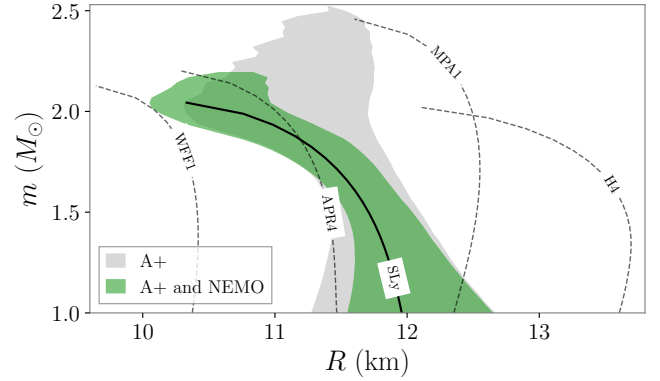 2.5
2.0
1.5
1.0
m (M⊙)
WFF1
APR4
SLy
MPA1
H4
A+
A+ and NEMO
10
11
12
13
R (km)